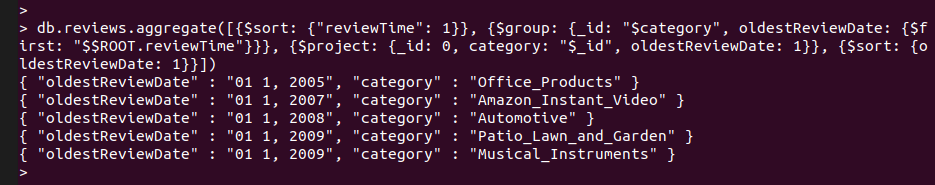 >
> db.reviews.aggregate([{$sort: {"reviewTime": 1}}, {$group: {_id: "$category", oldestReviewDate: {$f
irst: "$$ROOT.reviewTime"}}}, {$project: {_id: 0, category: "$_id", oldestReviewDate: 1}}, {$sort: {o
ldestReviewDate: 1}}])
{ "oldestReviewDate" : "01 1, 2005", "category" : "Office_Products" }
{ "oldestReviewDate" : "01 1, 2007", "category" : "Amazon_Instant_Video" }
{ "oldestReviewDate" : "01 1, 2008", "category" : "Automotive" }
{ "oldestReviewDate" : "01 1, 2009", "category" : "Patio_Lawn_and_Garden" }
{ "oldestReviewDate" : "01 1, 2009", "category" : "Musical_Instruments" }
>